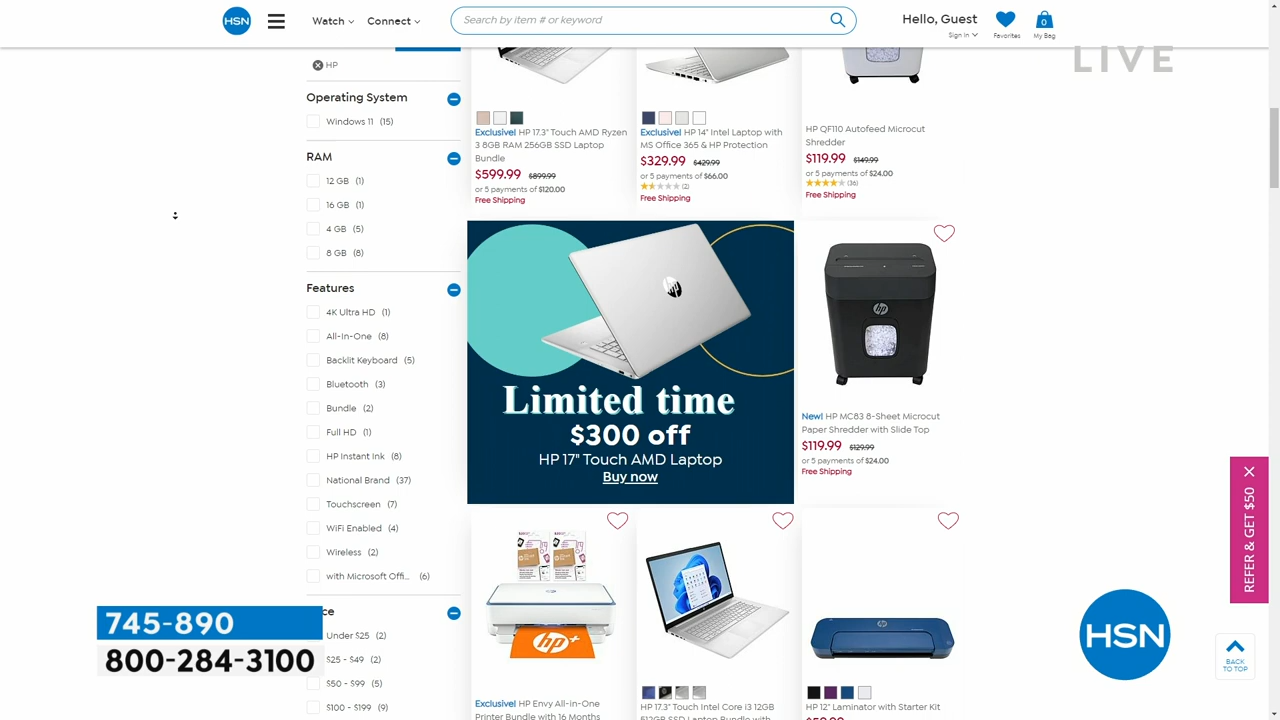 HSN
Watch
Connect
Search by item # or keyword
Hello, Guest
Sign In
Favorites
0
My Bag
LIVE
HP
Operating System
Windows 11 (15)
RAM
12 GB (1)
16 GB (1)
4 GB (5)
8 GB (8)
Features
4K Ultra HD (1)
All-In-One (8)
Backlit Keyboard (5)
Bluetooth (3)
Bundle (2)
Full HD (1)
HP Instant Ink (8)
National Brand (37)
Touchscreen (7)
WiFi Enabled (4)
Wireless (2)
with Microsoft Offi... (6)
ce
Under $25 (2)
$25 - $49 (2)
$50 - $99 (5)
$100 - $199 (9)
Exclusive! HP 17.3" Touch AMD Ryzen
3 8GB RAM 256GB SSD Laptop
Bundle
$599.99 $899.99
or 5 payments of $120.00
Free Shipping
Exclusive! HP 14" Intel Laptop with
MS Office 365 & HP Protection
$329.99 $429.99
or 5 payments of $66.00
(2)
Free Shipping
HP QF110 Autofeed Microcut
Shredder
$119.99 $149.99
or 5 payments of $24.00
(36)
Free Shipping
hp
Limited time
$300 off
HP 17" Touch AMD Laptop
Buy now
hp
New! HP MC83 8-Sheet Microcut
Paper Shredder with Slide Top
$119.99 $129.99
or 5 payments of $24.00
Free Shipping
hp+
Exclusive! HP Envy All-in-One
Printer Bundle with 16 Months
HP 17.3" Touch Intel Core i3 12GB
512GB SSD Laptop Bundle with
hp
HP 12" Laminator with Starter Kit
REFER & GET $50
BACK
TO TOP
745-890
800-284-3100
HSN